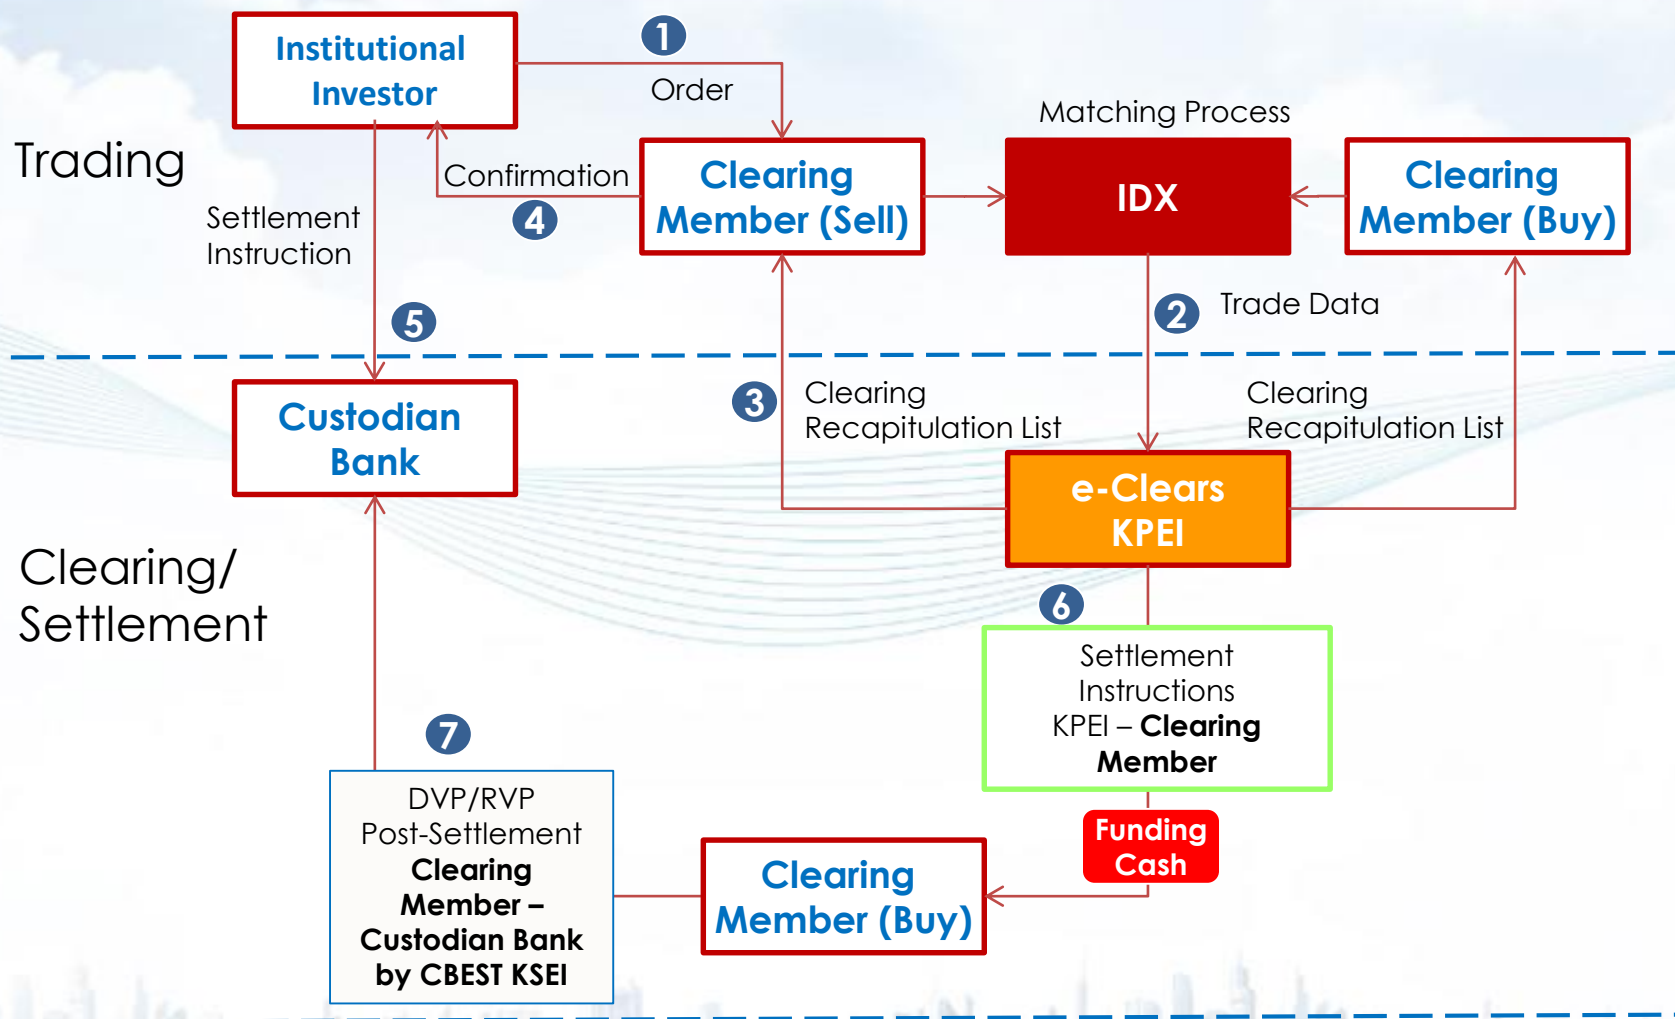 Institutional
Investor
1
Order
Matching Process
Trading
Confirmation
4
Clearing
Member (Sell)
IDX
Clearing
Member (Buy)
Settlement
Instruction
5
2
Trade Data
Custodian
Bank
3
Clearing
Recapitulation List
Clearing
Recapitulation List
e-Clears
KPEI
Clearing/
Settlement
6
Settlement
Instructions
KPEI – Clearing
Member
7
DVP/RVP
Post-Settlement
Clearing
Member –
Custodian Bank
by CBEST KSEI
Clearing
Member (Buy)
Funding
Cash